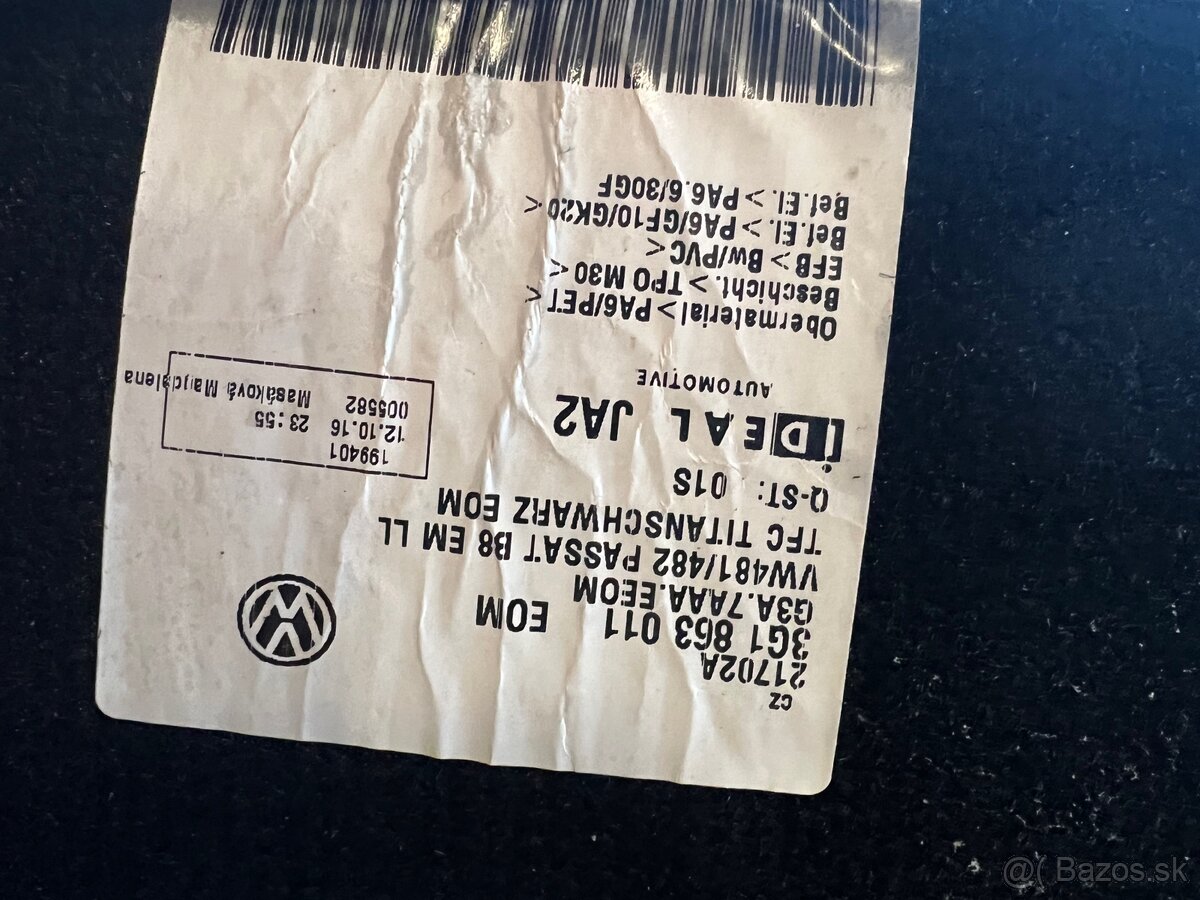 CZ
21702A
3G1 863 011 EOM
G3A.7AAA.EEOM
VW481/482 PASSAT B8 EM LL
TFC TITANSCHWARZ EOM
Q-ST: 01S
iDEAL JA2
AUTOMOTIVE
199401
12.10.16 23:55
005582
Masáková Magdalena
Obermaterial > PA6/PET <
Beschicht. > TPO M30 <
EFB > Bw/PVC <
Bef.El. > PA6/GF10/GK20 <
Bef.El. > PA6.6/30GF
@( Bazos.sk